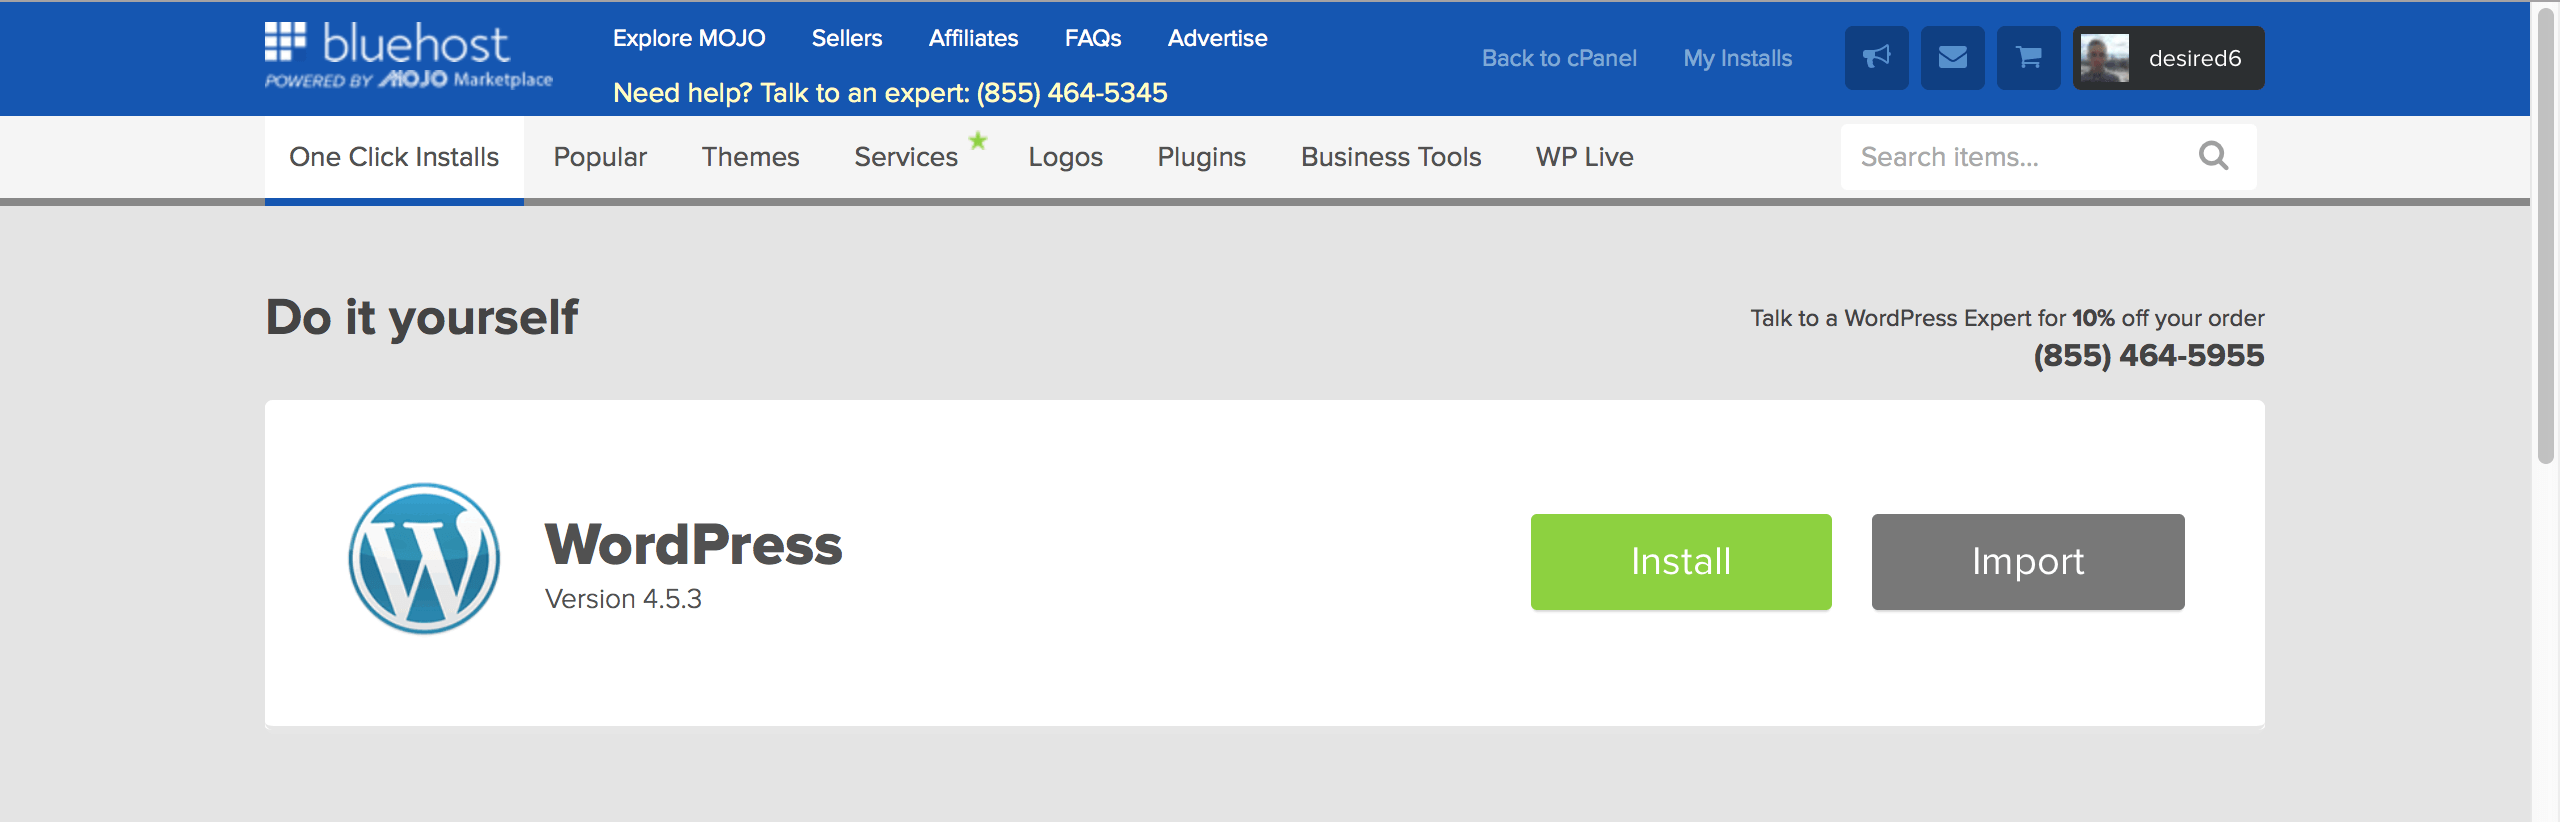 bluehost
POWERED BY MOJO Marketplace
Explore MOJO Sellers Affiliates FAQs Advertise
Need help? Talk to an expert: (855) 464-5345
Back to cPanel My Installs desired6
One Click Installs Popular Themes Services Logos Plugins Business Tools WP Live Search items...
Do it yourself
Talk to a WordPress Expert for 10% off your order
(855) 464-5955
WordPress
Version 4.5.3
Install Import